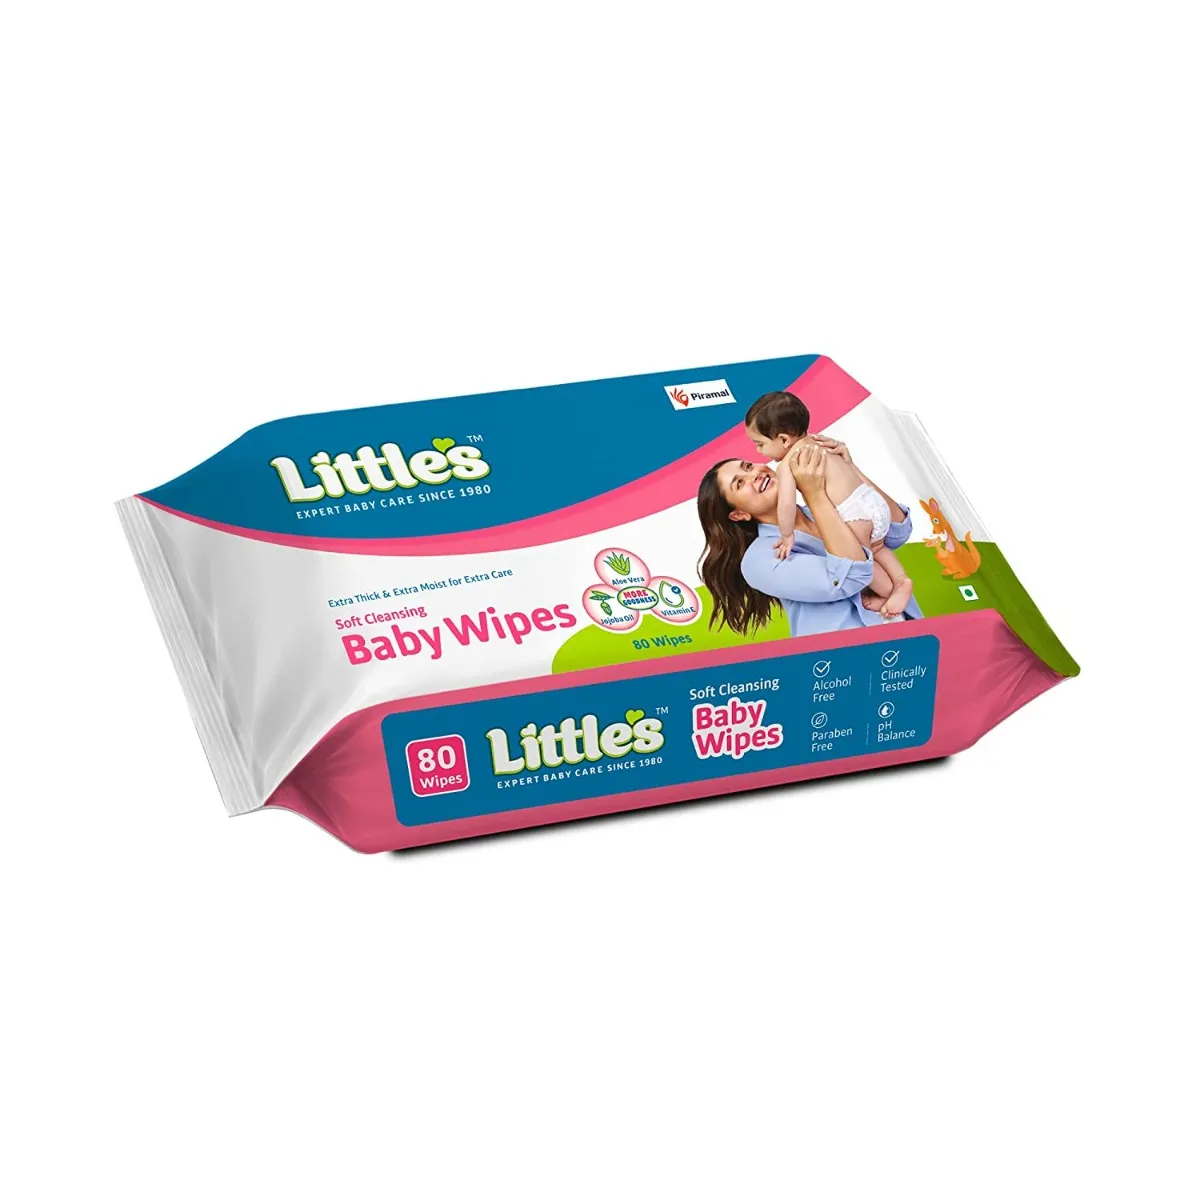 Piramal
Little's™
EXPERT BABY CARE SINCE 1980
Extra Thick & Extra Moist for Extra Care
Soft Cleansing
Baby Wipes
Aloe Vera
MORE
GOODNESS
Jojoba Oil
Vitamin E
80 Wipes
80
Wipes
Little's™
EXPERT BABY CARE SINCE 1980
Soft Cleansing
Baby
Wipes
Alcohol
Free
Clinically
Tested
Paraben
Free
pH
Balance